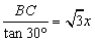 BC / tan 30° = √3x